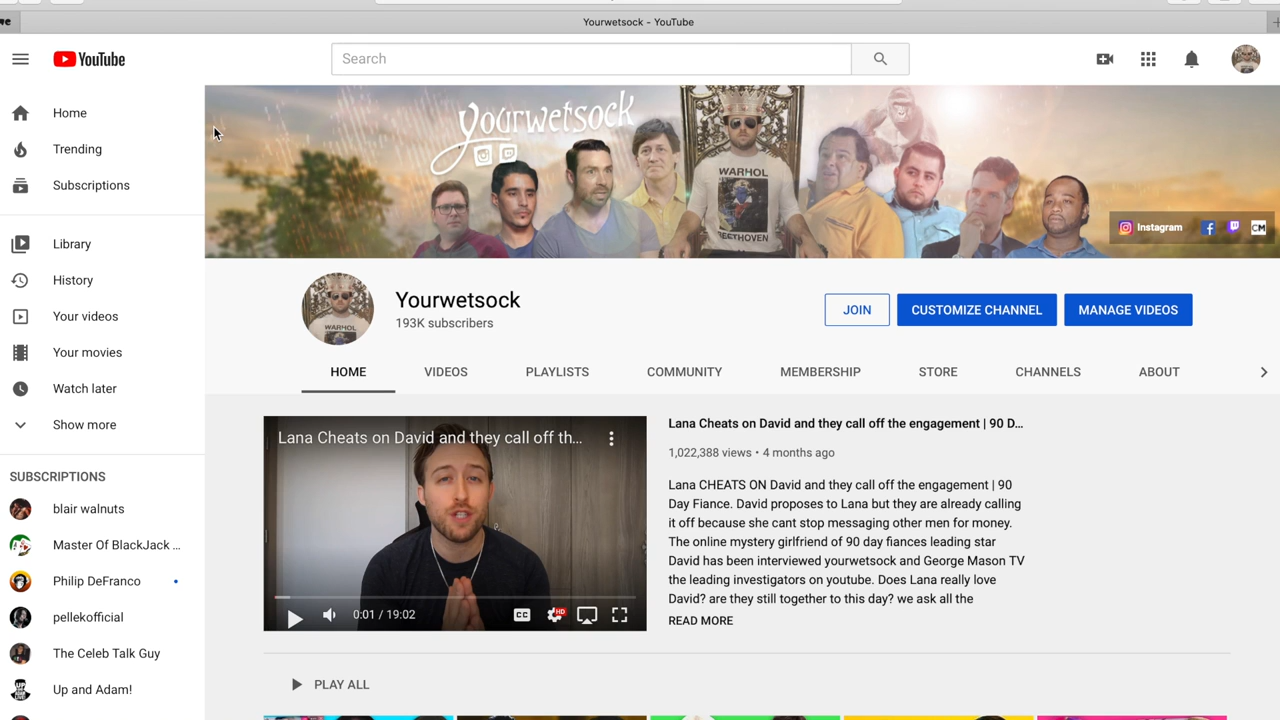 Yourwetsock - YouTube
YouTube
Search
Home
Trending
Subscriptions
Library
History
Your videos
Your movies
Watch later
Show more
SUBSCRIPTIONS
blair walnuts
Master Of BlackJack ...
Philip DeFranco
pellekofficial
The Celeb Talk Guy
Up and Adam!
yourwetsock
WARHOL
BEETHOVEN
Instagram
CM
WARHOL
Yourwetsock
193K subscribers
JOIN
CUSTOMIZE CHANNEL
MANAGE VIDEOS
HOME
VIDEOS
PLAYLISTS
COMMUNITY
MEMBERSHIP
STORE
CHANNELS
ABOUT
Lana Cheats on David and they call off th...
CC
HD
0:01 / 19:02
Lana Cheats on David and they call off the engagement | 90 D...
1,022,388 views • 4 months ago
Lana CHEATS ON David and they call off the engagement | 90
Day Fiance. David proposes to Lana but they are already calling
it off because she cant stop messaging other men for money.
The online mystery girlfriend of 90 day fiances leading star
David has been interviewed yourwetsock and George Mason TV
the leading investigators on youtube. Does Lana really love
David? are they still together to this day? we ask all the
READ MORE
PLAY ALL